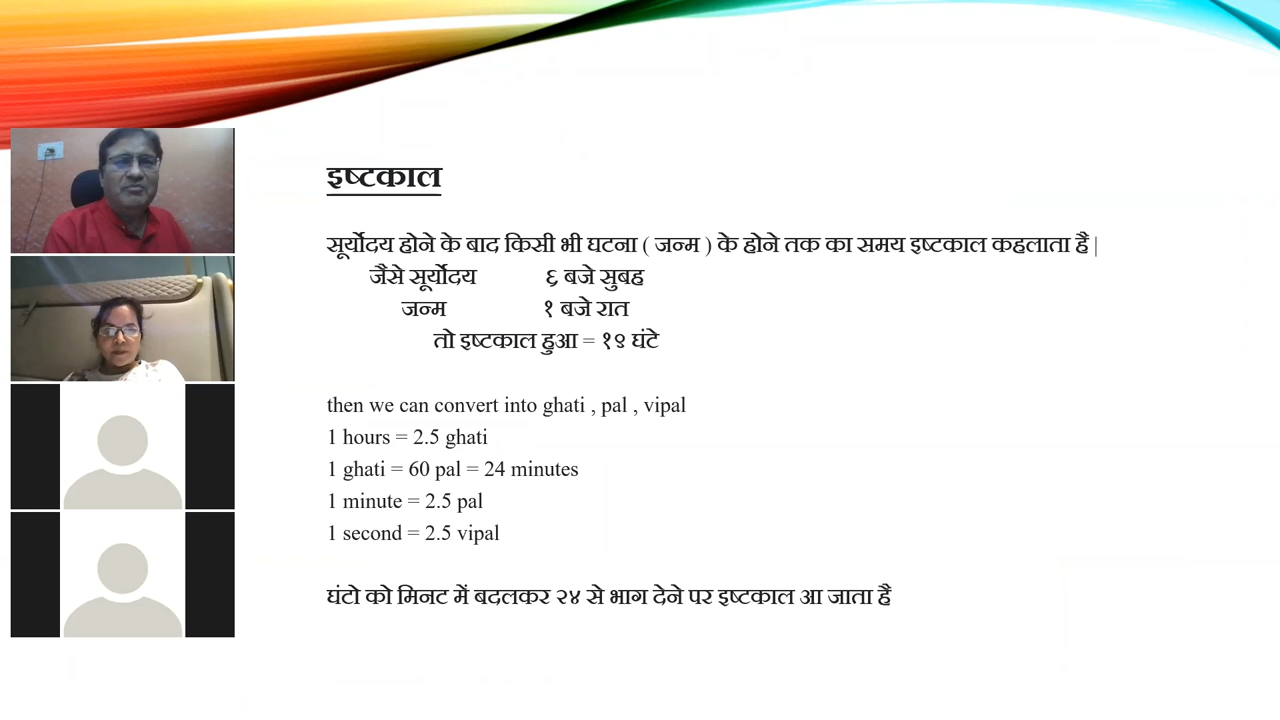 इष्टकाल
सूर्योदय होने के बाद किसी भी घटना ( जन्म ) के होने तक का समय इष्टकाल कहलाता है |
जैसे सूर्योदय ६ बजे सुबह
जन्म १ बजे रात
तो इष्टकाल हुआ = १९ घंटे
then we can convert into ghati , pal , vipal
1 hours = 2.5 ghati
1 ghati = 60 pal = 24 minutes
1 minute = 2.5 pal
1 second = 2.5 vipal
घंटो को मिनट में बदलकर २४ से भाग देने पर इष्टकाल आ जाता है